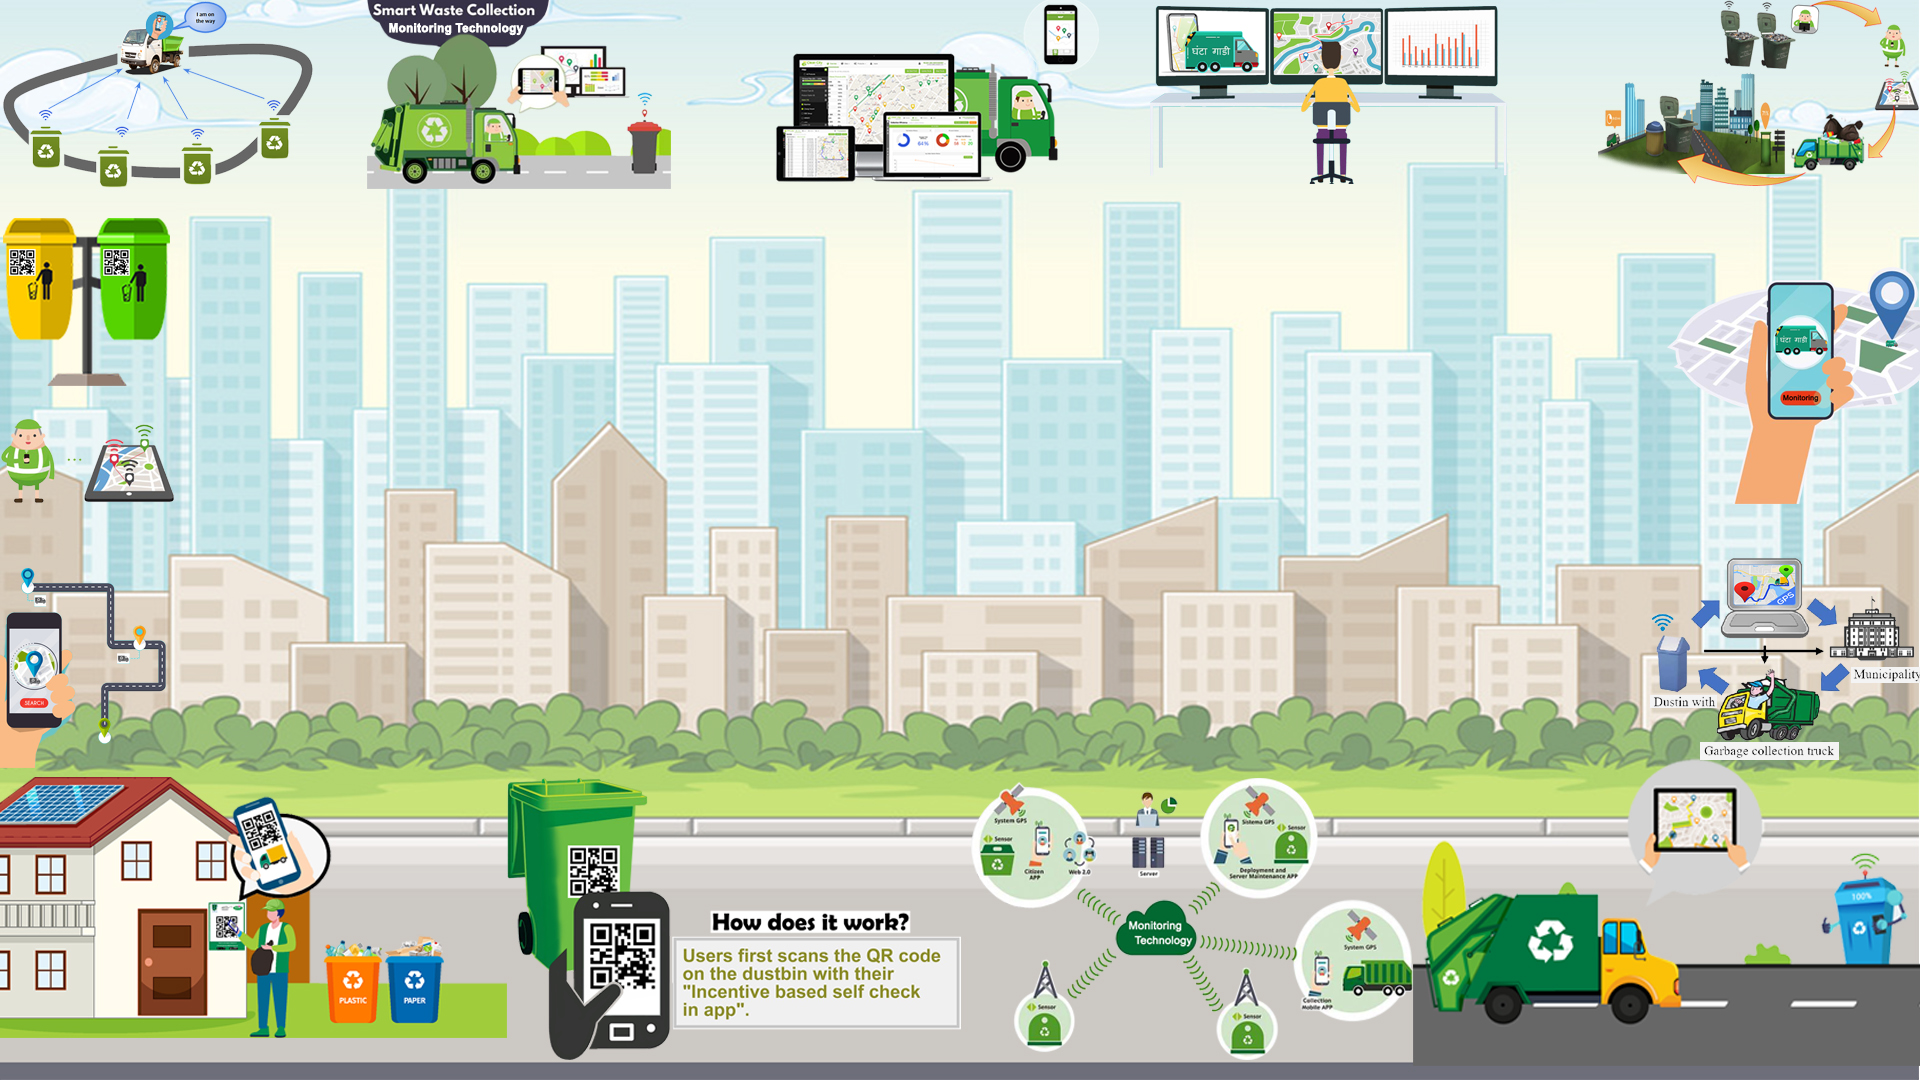 I am on
the way
Smart Waste Collection
Monitoring Technology
घंटा गाडी
घंटा गाडी
Monitoring
SEARCH
GPS
Municipality
Dustin with
Garbage collection truck
PLASTIC
PAPER
How does it work?
Users first scans the QR code
on the dustbin with their
"Incentive based self check
in app".
System GPS
Sensor
Citizen
APP
Web 2.0
Server
Sistema GPS
Sensor
Deployment and
Server Maintenance APP
Monitoring
Technology
System GPS
Collection
Mobile APP
Sensor
Sensor
100%